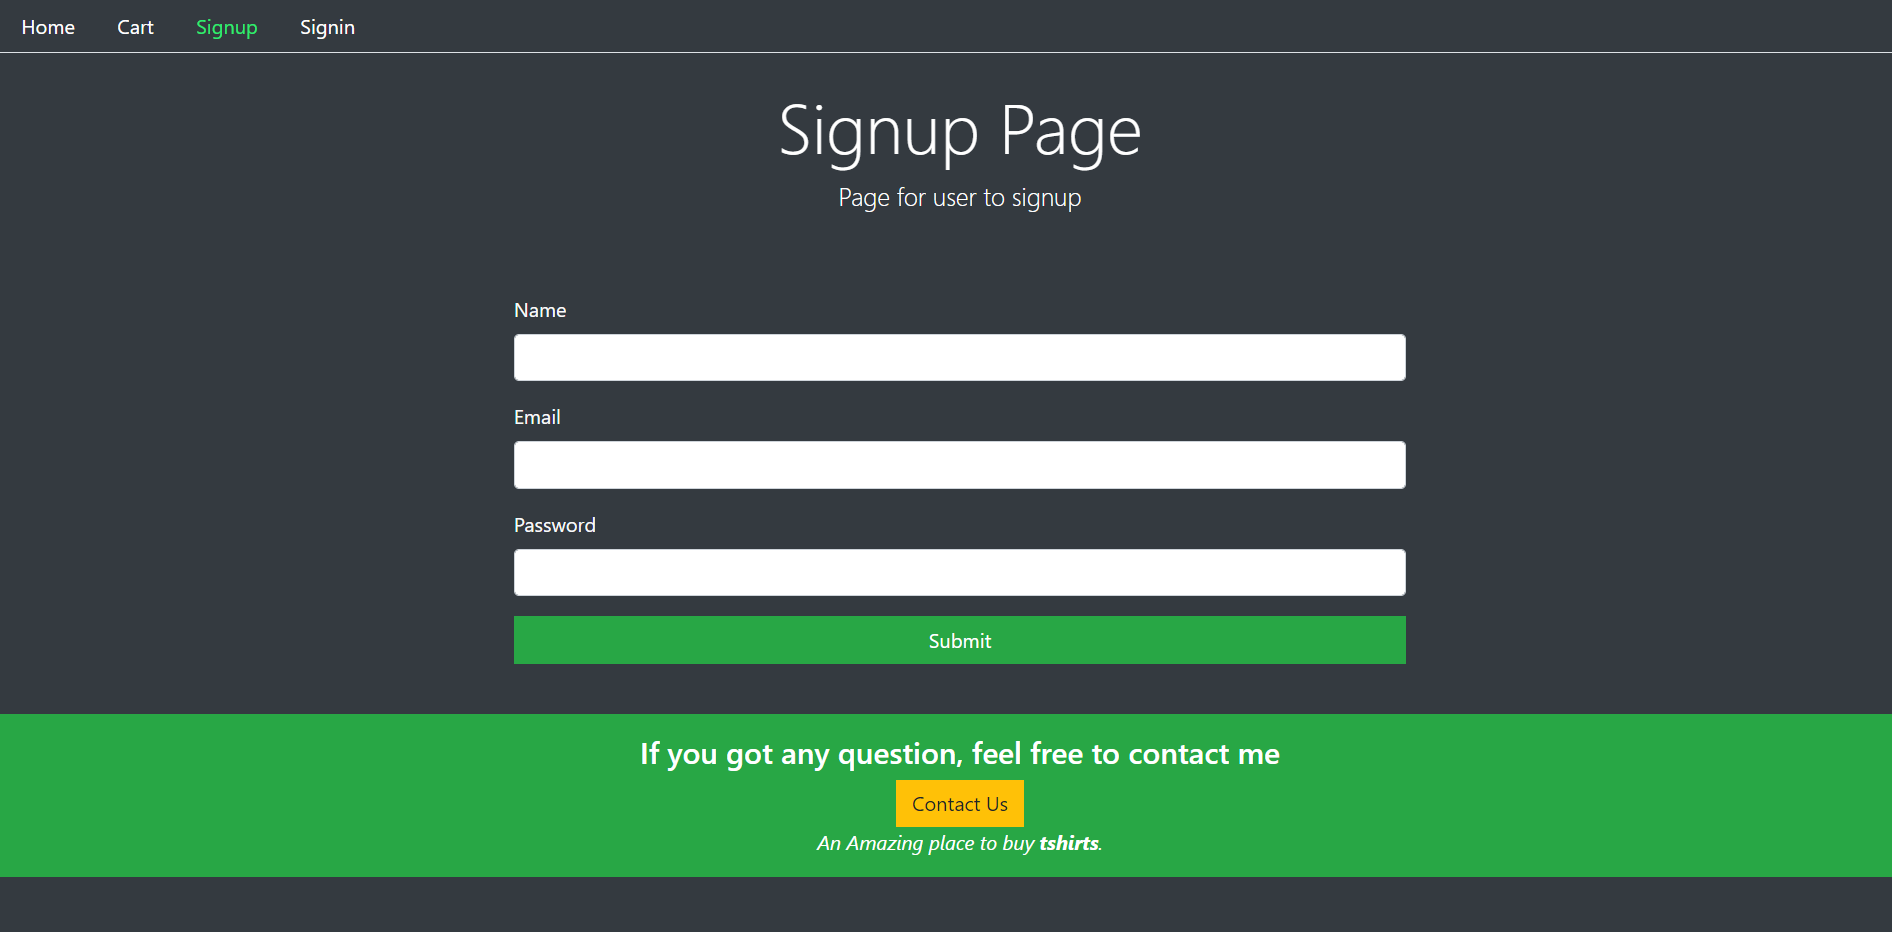 Home Cart Signup Signin
Signup Page
Page for user to signup
Name
Email
Password
Submit
If you got any question, feel free to contact me
Contact Us
An Amazing place to buy tshirts.